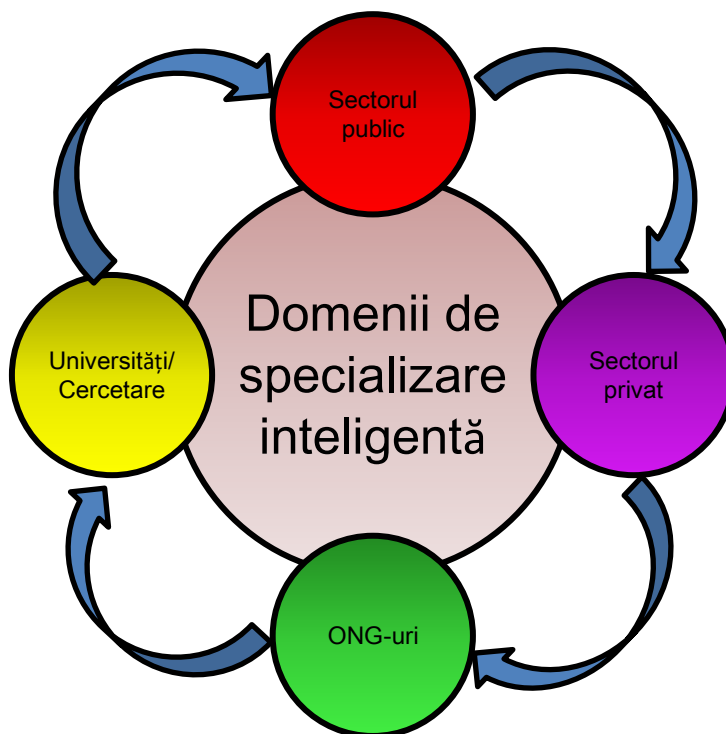 Sectorul
public
Domenii de
specializare
inteligentă
Universități/
Cercetare
Sectorul
privat
ONG-uri